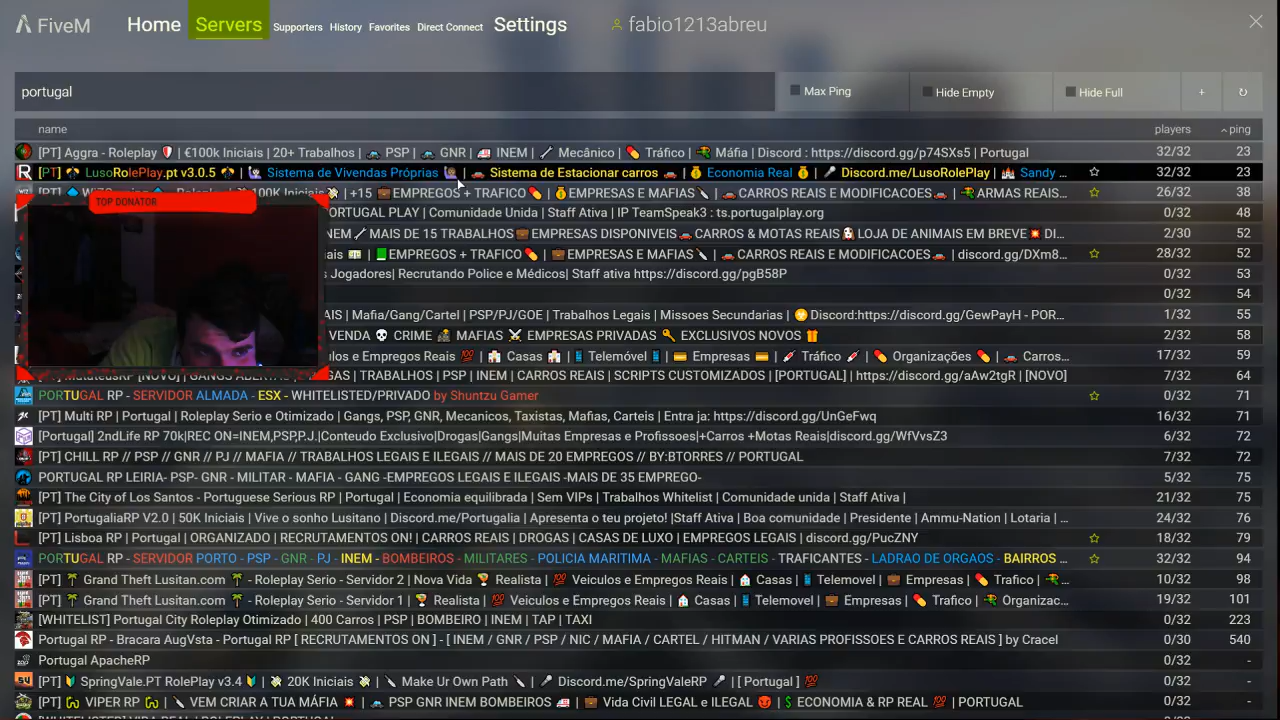 FiveM Home Servers Supporters History Favorites Direct Connect Settings fabio1213abreu
portugal Max Ping Hide Empty Hide Full + ↻
name players ping
[PT] Aggra - Roleplay | €100k Iniciais | 20+ Trabalhos | PSP | GNR | INEM | Mecânico | Tráfico | Máfia | Discord : https://discord.gg/p74SXs5 | Portugal 32/32 23
[PT] LusoRolePlay.pt v3.0.5 | Sistema de Vivendas Próprias | Sistema de Estacionar carros | Economia Real | Discord.me/LusoRolePlay | Sandy ... 32/32 23
Iniciais | +15 EMPREGOS + TRAFICO | EMPRESAS E MAFIAS | CARROS REAIS E MODIFICACOES | ARMAS REAIS... 26/32 38
TOP DONATOR
PORTUGAL PLAY | Comunidade Unida | Staff Ativa | IP TeamSpeak3 : ts.portugalplay.org 0/32 48
MAIS DE 15 TRABALHOS EMPRESAS DISPONIVEIS CARROS & MOTAS REAIS LOJA DE ANIMAIS EM BREVE DI... 2/30 52
| EMPREGOS + TRAFICO | EMPRESAS E MAFIAS | CARROS REAIS E MODIFICACOES | discord.gg/DXm8... 28/32 52
Jogadores| Recrutando Police e Médicos| Staff ativa https://discord.gg/pgB58P 0/32 53
0/32 54
| Mafia/Gang/Cartel | PSP/PJ/GOE | Trabalhos Legais | Missoes Secundarias | Discord:https://discord.gg/GewPayH - POR... 1/32 55
VENDA CRIME MAFIAS EMPRESAS PRIVADAS EXCLUSIVOS NOVOS 2/32 58
e Empregos Reais | Casas | Telemóvel | Empresas | Tráfico | Organizações | Carros... 17/32 59
[NOVO] | GANGS | TRABALHOS | PSP | INEM | CARROS REAIS | SCRIPTS CUSTOMIZADOS | [PORTUGAL] | https://discord.gg/aAw2tgR | [NOVO] 7/32 64
PORTUGAL RP - SERVIDOR ALMADA - ESX - WHITELISTED/PRIVADO by Shuntzu Gamer 0/32 71
[PT] Multi RP | Portugal | Roleplay Serio e Otimizado | Gangs, PSP, GNR, Mecanicos, Taxistas, Mafias, Carteis | Entra ja: https://discord.gg/UnGeFwq 16/32 71
[Portugal] 2ndLife RP 70k|REC ON=INEM,PSP,P.J.|Conteudo Exclusivo|Drogas|Gangs|Muitas Empresas e Profissoes|+Carros +Motas Reais|discord.gg/WfVvsZ3 6/32 72
[PT] CHILL RP // PSP // GNR // PJ // MAFIA // TRABALHOS LEGAIS E ILEGAIS // MAIS DE 20 EMPREGOS // BY:BTORRES // PORTUGAL 7/32 72
PORTUGAL RP LEIRIA- PSP- GNR - MILITAR - MAFIA - GANG -EMPREGOS LEGAIS E ILEGAIS -MAIS DE 35 EMPREGO- 5/32 75
[PT] The City of Los Santos - Portuguese Serious RP | Portugal | Economia equilibrada | Sem VIPs | Trabalhos Whitelist | Comunidade unida | Staff Ativa | 21/32 75
[PT] PortugaliaRP V2.0 | 50K Iniciais | Vive o sonho Lusitano | Discord.me/Portugalia | Apresenta o teu projeto! |Staff Ativa | Boa comunidade | Presidente | Ammu-Nation | Lotaria | ... 24/32 76
[PT] Lisboa RP | Portugal | ORGANIZADO | RECRUTAMENTOS ON! | CARROS REAIS | DROGAS | CASAS DE LUXO | EMPREGOS LEGAIS | discord.gg/PucZNY 18/32 79
PORTUGAL RP - SERVIDOR PORTO - PSP - GNR - PJ - INEM - BOMBEIROS - MILITARES - POLICIA MARITIMA - MAFIAS - CARTEIS - TRAFICANTES - LADRAO DE ORGAOS - BAIRROS ... 32/32 94
[PT] Grand Theft Lusitan.com - Roleplay Serio - Servidor 2 | Nova Vida Realista | Veiculos e Empregos Reais | Casas | Telemovel | Empresas | Trafico | ... 10/32 98
[PT] Grand Theft Lusitan.com - Roleplay Serio - Servidor 1 | Realista | Veiculos e Empregos Reais | Casas | Telemovel | Empresas | Trafico | Organizac... 19/32 101
[WHITELIST] Portugal City Roleplay Otimizado | 400 Carros | PSP | BOMBEIRO | INEM | TAP | TAXI 0/32 223
Portugal RP - Bracara AugVsta - Portugal RP [ RECRUTAMENTOS ON ] - [ INEM / GNR / PSP / NIC / MAFIA / CARTEL / HITMAN / VARIAS PROFISSOES E CARROS REAIS ] by Cracel 0/30 540
Portugal ApacheRP 0/32 -
[PT] SpringVale.PT RolePlay v3.4 | 20K Iniciais | Make Ur Own Path | Discord.me/SpringValeRP | [ Portugal ] 0/32 -
[PT] VIPER RP | VEM CRIAR A TUA MÁFIA | PSP GNR INEM BOMBEIROS | Vida Civil LEGAL e ILEGAL | ECONOMIA & RP REAL | PORTUGAL 0/32 -